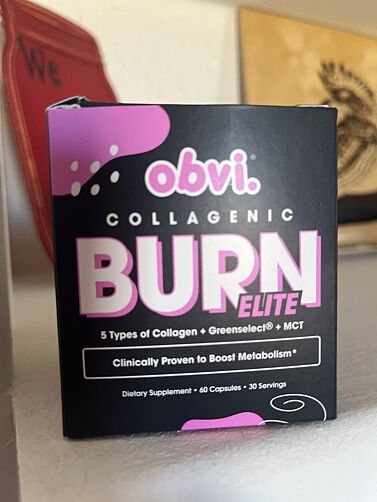 We
obvi.
COLLAGENIC
BURN
ELITE
5 Types of Collagen + Greenselect® + MCT
Clinically Proven to Boost Metabolism*
Dietary Supplement • 60 Capsules • 30 Servings